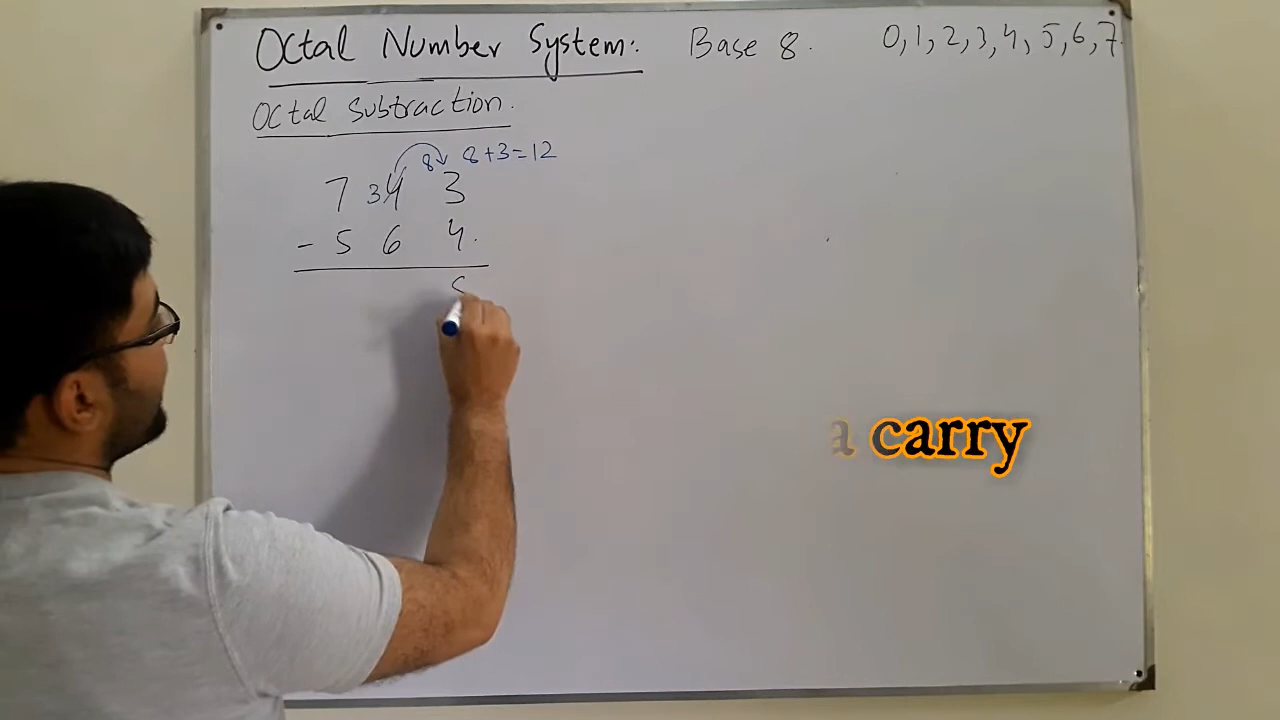 Octal Number System:. Base 8. 0,1,2,3,4,5,6,7.
Octal Subtraction.
8 8+3=12
7 3 4 3
- 5 6 4.
a carry